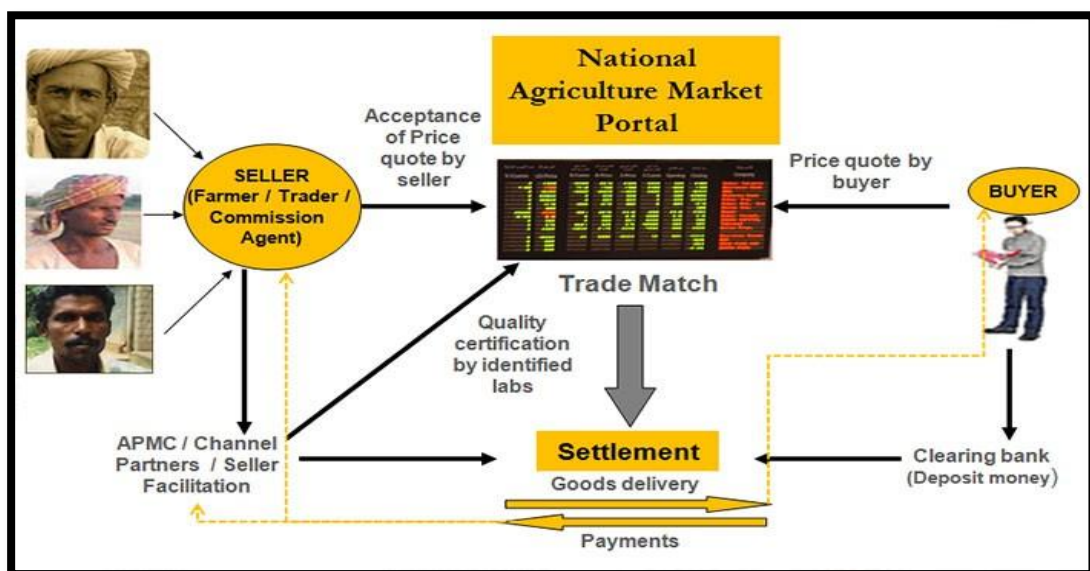 National
Agriculture Market
Portal
Acceptance
of Price
quote by
seller
Price quote by
buyer
SELLER
(Farmer / Trader /
Commission
Agent)
BUYER
Trade Match
Quality
certification
by identified
labs
APMC / Channel
Partners / Seller
Facilitation
Settlement
Goods delivery
Payments
Clearing bank
(Deposit money)